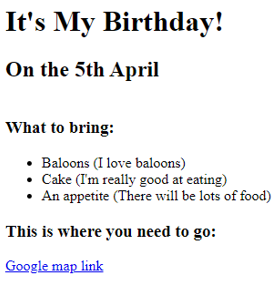 It's My Birthday!
On the 5th April
What to bring:
Baloons (I love baloons)
Cake (I'm really good at eating)
An appetite (There will be lots of food)
This is where you need to go:
Google map link